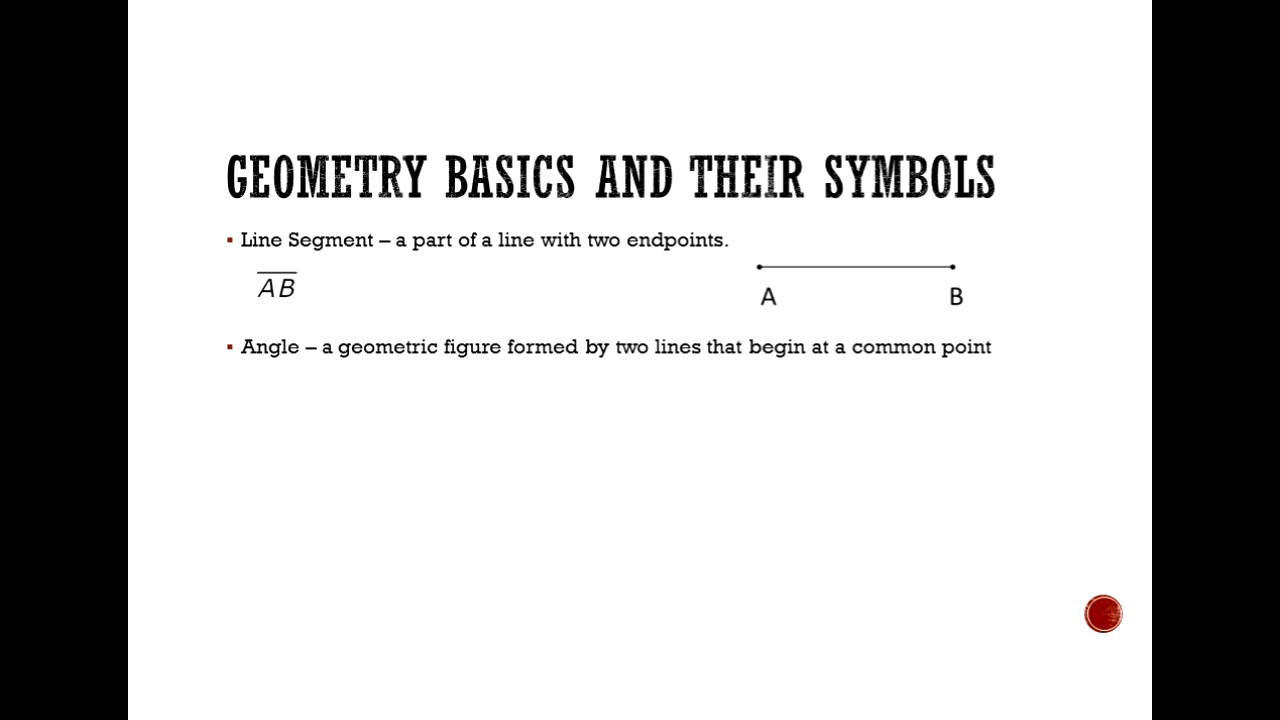 GEOMETRY BASICS AND THEIR SYMBOLS
▪ Line Segment – a part of a line with two endpoints.
A̅B̅
A B
▪ Angle – a geometric figure formed by two lines that begin at a common point